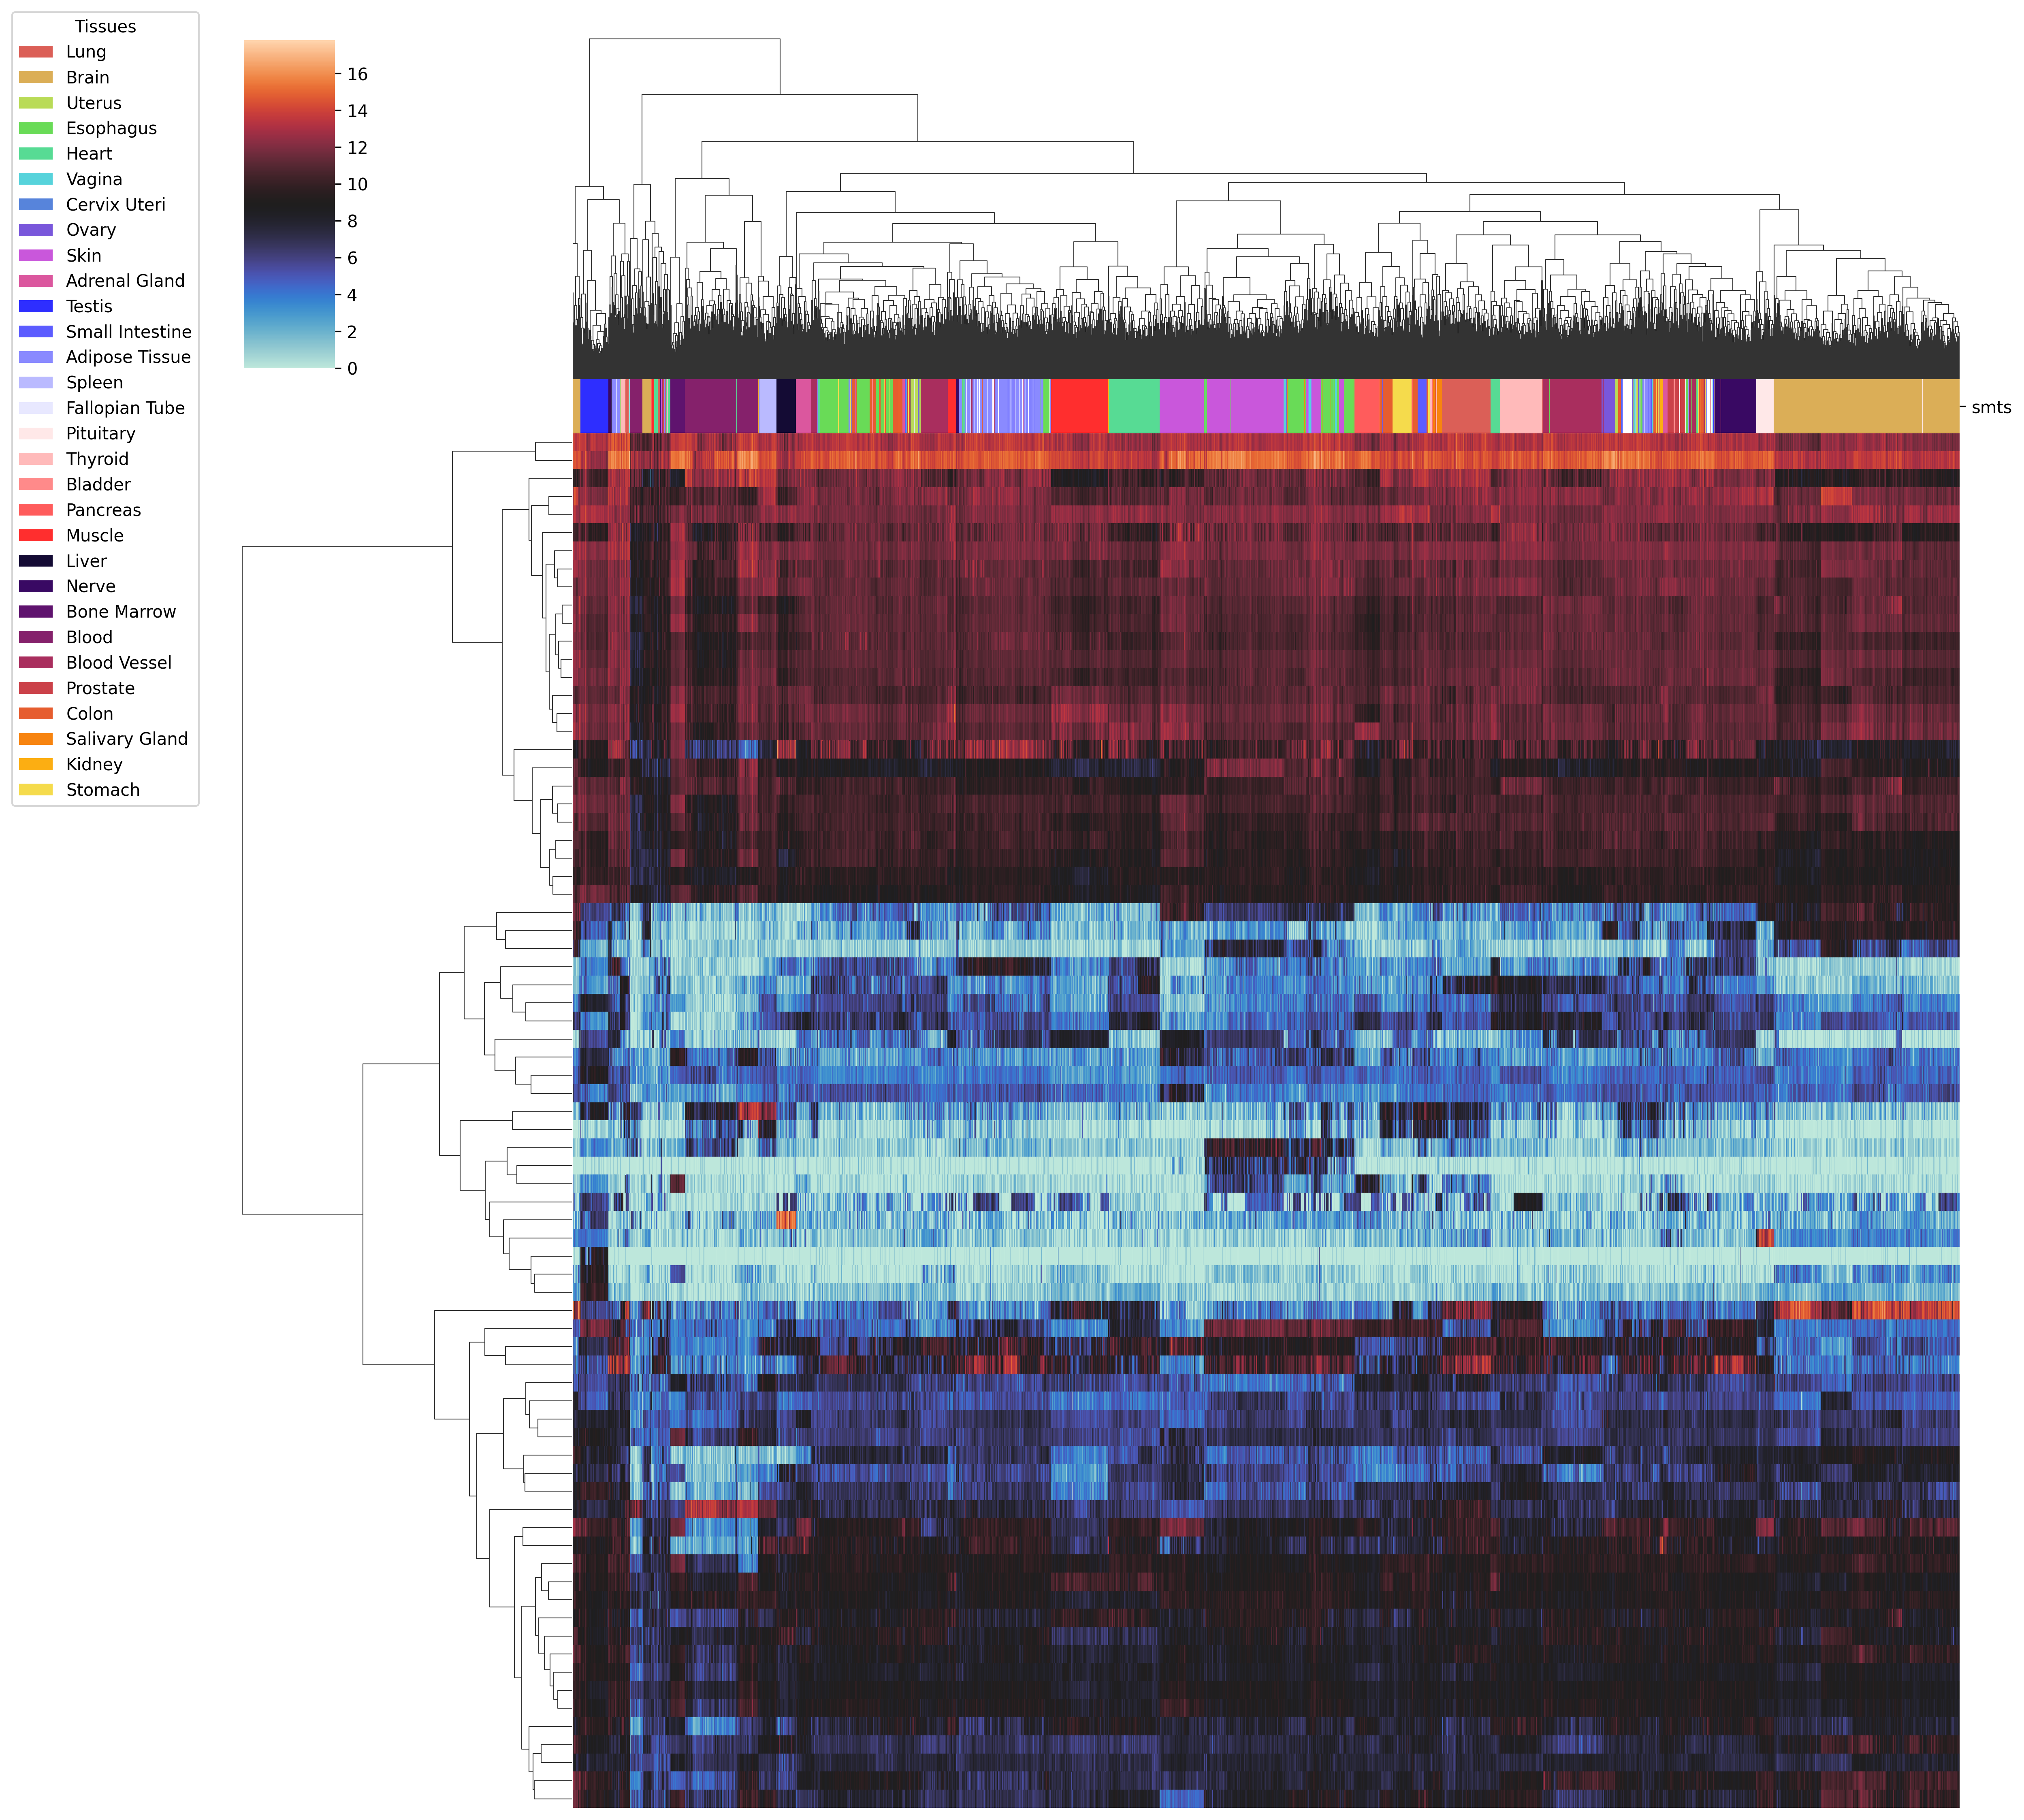 Tissues
Lung
Brain
Uterus
Esophagus
Heart
Vagina
Cervix Uteri
Ovary
Skin
Adrenal Gland
Testis
Small Intestine
Adipose Tissue
Spleen
Fallopian Tube
Pituitary
Thyroid
Bladder
Pancreas
Muscle
Liver
Nerve
Bone Marrow
Blood
Blood Vessel
Prostate
Colon
Salivary Gland
Kidney
Stomach
16
14
12
10
8
6
4
2
0
smts